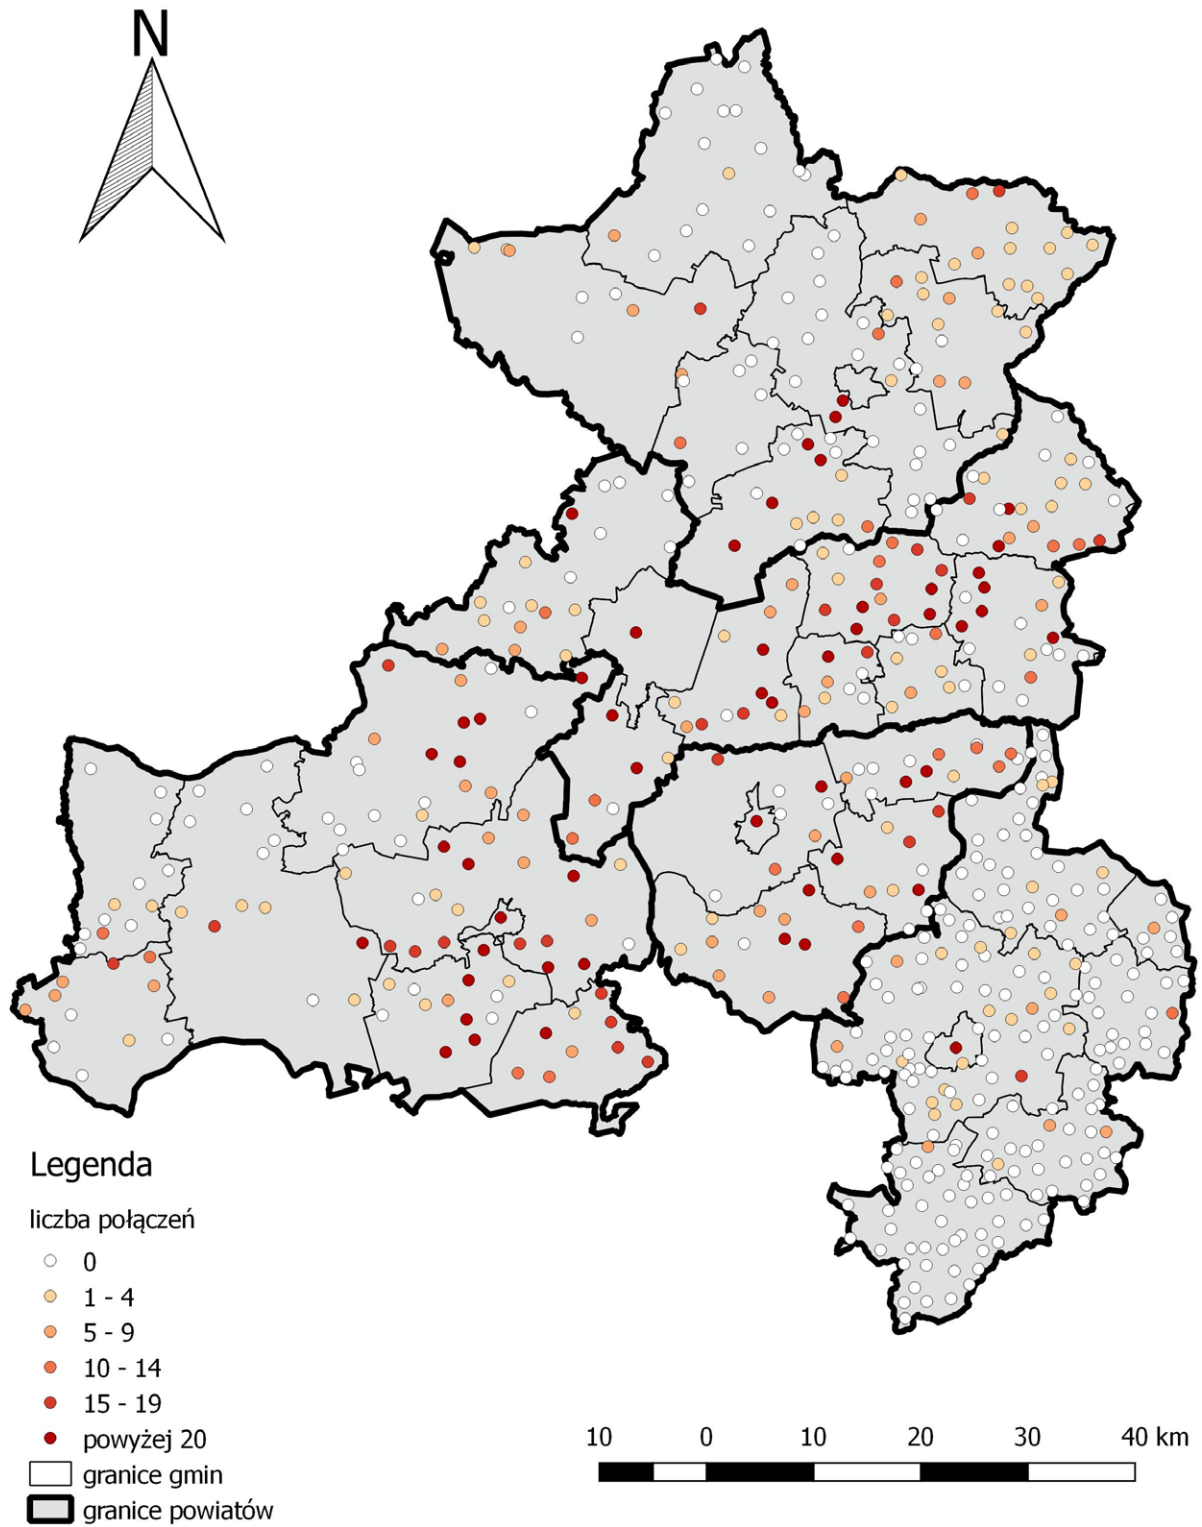 N
Legenda
liczba połączeń
0
1 - 4
5 - 9
10 - 14
15 - 19
powyżej 20
granice gmin
granice powiatów
10 0 10 20 30 40 km